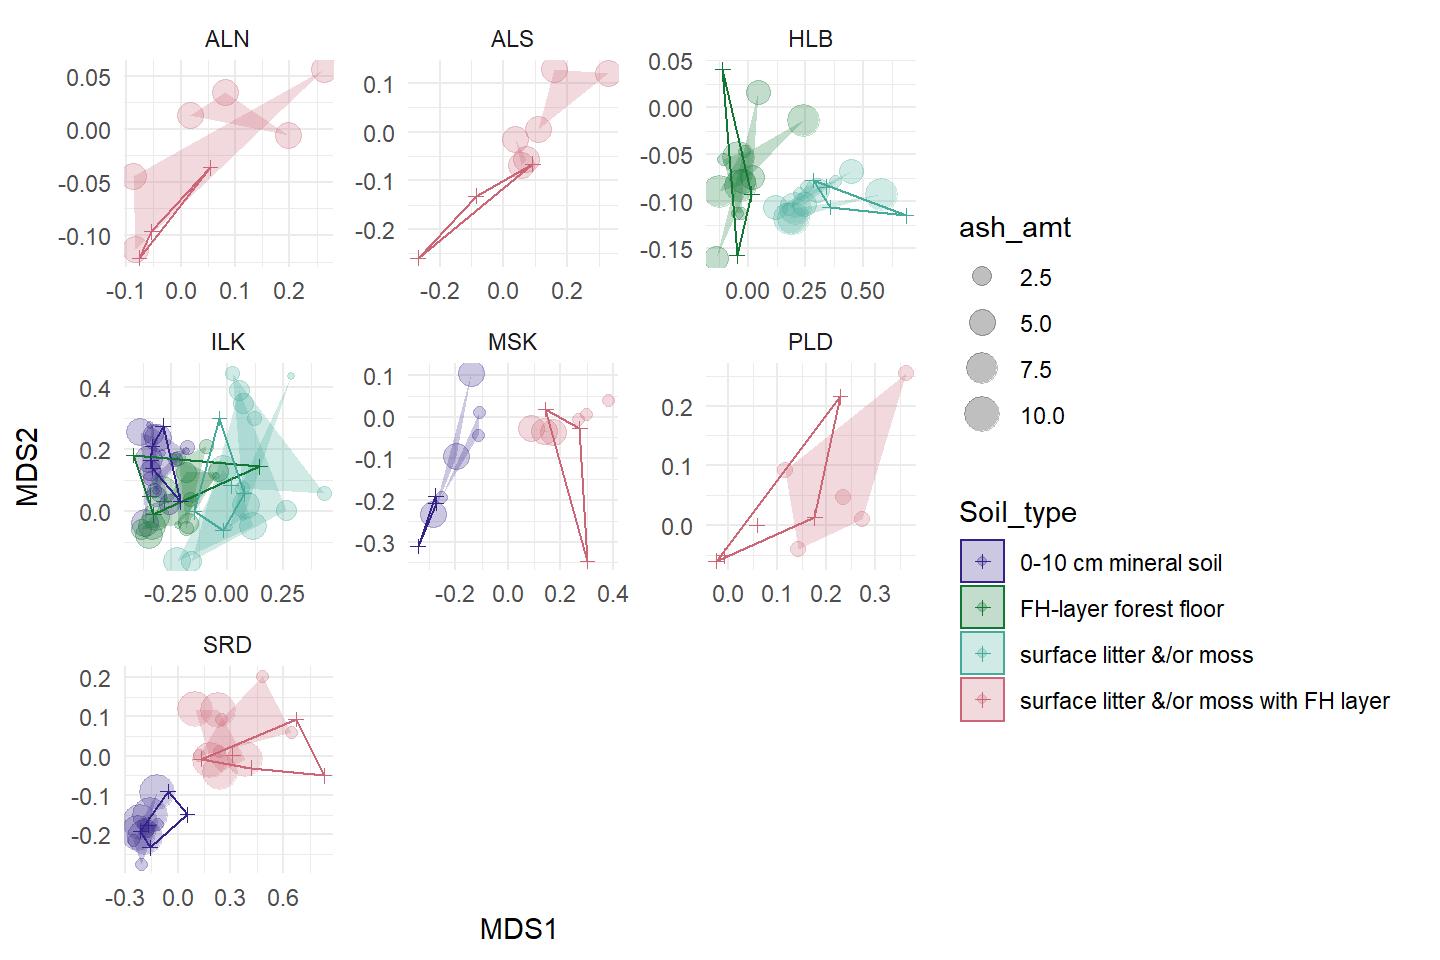 ALN ALS HLB
0.05 0.00 -0.05 -0.10
-0.1 0.0 0.1 0.2
0.1 0.0 -0.1 -0.2
-0.2 0.0 0.2
0.05 0.00 -0.05 -0.10 -0.15
0.00 0.25 0.50
ILK MSK PLD
0.4 0.2 0.0
-0.25 0.00 0.25
0.1 0.0 -0.1 -0.2 -0.3
-0.2 0.0 0.2 0.4
0.2 0.1 0.0
0.0 0.1 0.2 0.3
SRD
0.2 0.1 0.0 -0.1 -0.2
-0.3 0.0 0.3 0.6
MDS2
MDS1
ash_amt
2.5
5.0
7.5
10.0
Soil_type
0-10 cm mineral soil
FH-layer forest floor
surface litter &/or moss
surface litter &/or moss with FH layer